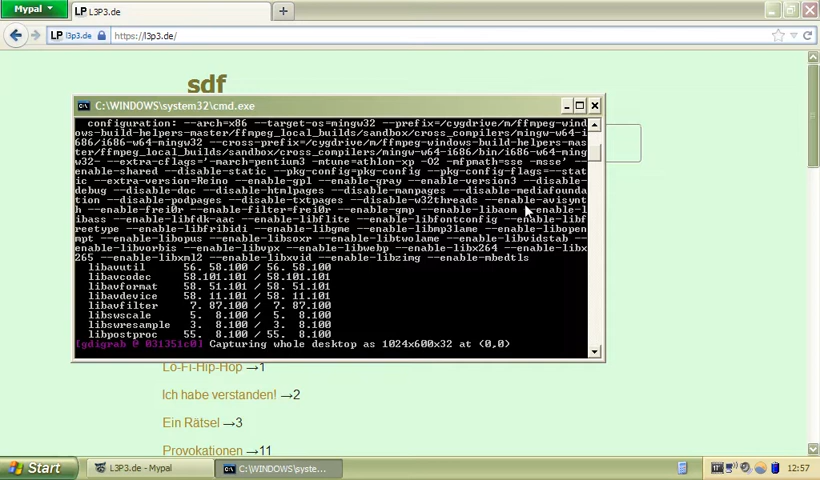 Mypal
LP L3P3.de
LP l3p3.de
https://l3p3.de/
sdf
C:\WINDOWS\system32\cmd.exe
configuration: --arch=x86 --target-os=mingw32 --prefix=/cygdrive/m/ffmpeg-wind
ows-build-helpers-master/ffmpeg_local_builds/sandbox/cross_compilers/mingw-w64-i
686/i686-w64-mingw32 --cross-prefix=/cygdrive/m/ffmpeg-windows-build-helpers-mas
ter/ffmpeg_local_builds/sandbox/cross_compilers/mingw-w64-i686/bin/i686-w64-ming
w32- --extra-cflags='-march=pentium3 -mtune=athlon-xp -O2 -mfpmath=sse -msse' --
enable-shared --disable-static --pkg-config=pkg-config --pkg-config-flags=--stat
ic --extra-version=Reino --enable-gpl --enable-gray --enable-version3 --disable-
debug --disable-doc --disable-htmlpages --disable-manpages --disable-mediafounda
tion --disable-podpages --disable-txtpages --disable-w32threads --enable-avisynt
h --enable-frei0r --enable-filter=frei0r --enable-gmp --enable-libaom --enable-l
ibass --enable-libfdk-aac --enable-libflite --enable-libfontconfig --enable-libf
reetype --enable-libfribidi --enable-libgme --enable-libmp3lame --enable-libopen
mpt --enable-libopus --enable-libsoxr --enable-libtwolame --enable-libvidstab --
enable-libvorbis --enable-libvpx --enable-libwebp --enable-libx264 --enable-libx
265 --enable-libxml2 --enable-libxvid --enable-libzimg --enable-mbedtls
libavutil 56. 58.100 / 56. 58.100
libavcodec 58.101.101 / 58.101.101
libavformat 58. 51.101 / 58. 51.101
libavdevice 58. 11.101 / 58. 11.101
libavfilter 7. 87.100 / 7. 87.100
libswscale 5. 8.100 / 5. 8.100
libswresample 3. 8.100 / 3. 8.100
libpostproc 55. 8.100 / 55. 8.100
[gdigrab @ 031351c0] Capturing whole desktop as 1024x600x32 at (0,0)
Lo-Fi-Hip-Hop →1
Ich habe verstanden! →2
Ein Rätsel →3
Provokationen →11
Start
L3P3.de - Mypal
C:\WINDOWS\syste...
12:57